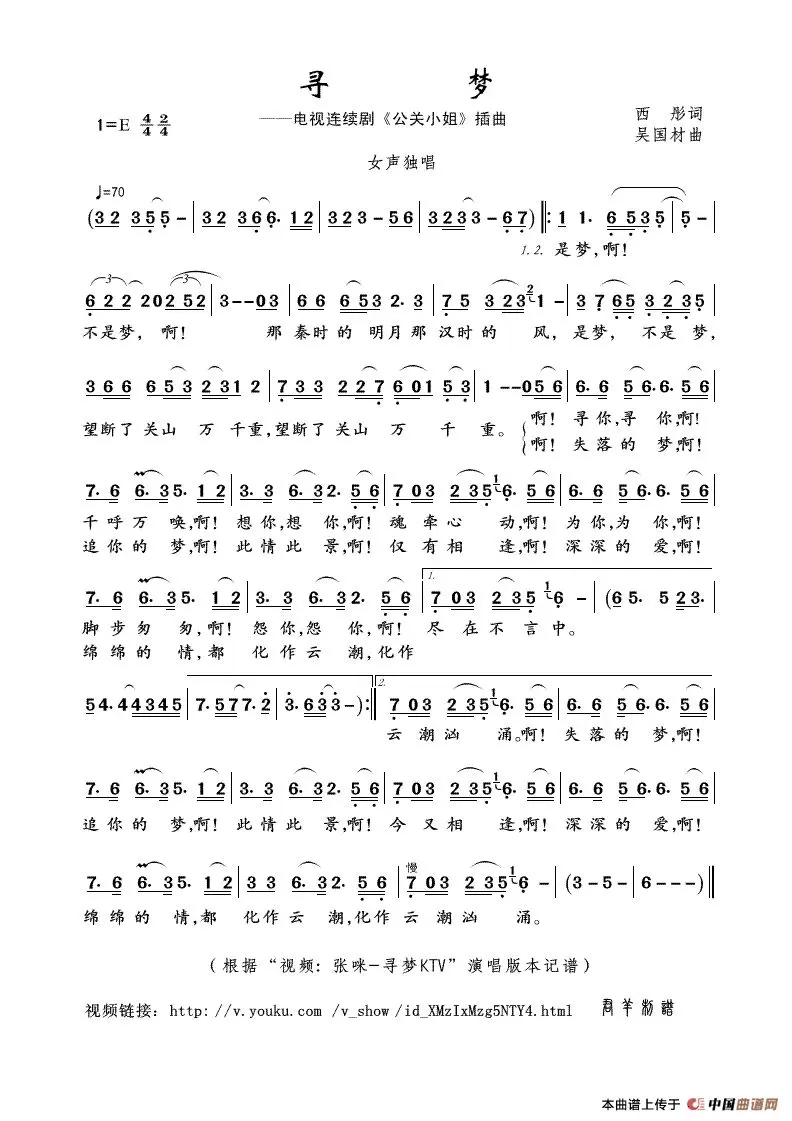 寻 梦
——电视连续剧《公关小姐》插曲
1=E 4/4 2/4
西 彤词
吴国材曲
女声独唱
♩=70
(3 2 3 5 5 - | 3 2 3 6 6. 1 2 | 3 2 3 - 5 6 | 3 2 3 3 - 6 7) ‖: 1 1. 6 5 3 5 | 5 - |
1.2. 是梦,啊!
6 2 2 2 0 2 5 2 | 3 - - 0 3 | 6 6 6 5 3 2. 3 | 7 5 3 2 3 2 1 - | 3 7 6 5 3 2 3 5 |
不是梦, 啊! 那秦时的 明月那 汉时的 风, 是梦, 不是 梦,
3 6 6 6 5 3 2 3 1 2 | 7 3 3 2 2 7 6 0 1 5 3 | 1 - - 0 5 6 | 6. 6 5 6. 6. 5 6 |
望断了 关山 万 千重,望断了 关山 万 千 重。 啊! 寻你,寻 你,啊!
啊! 失落的 梦,啊!
7. 6 6. 3 5. 1 2 | 3. 3 6. 3 2. 5 6 | 7 0 3 2 3 5 1 6. 5 6 | 6. 6 5 6. 6. 5 6 |
千呼万 唤,啊! 想你,想 你,啊! 魂 牵心 动,啊! 为你,为 你,啊!
追你的 梦,啊! 此情此 景,啊! 仅 有相 逢,啊! 深深的 爱,啊!
7. 6 6. 3 5. 1 2 | 3. 3 6. 3 2. 5 6 | 1. 7 0 3 2 3 5 1 6 - | (6 5. 5 5 2 3.
脚步匆 匆,啊! 怨你,怨 你,啊! 尽 在不 言中。
绵绵的 情,都 化作云 潮,化作
5 4. 4 4 3 4 5 | 7. 5 7 7. 2 | 3. 6 3 3 -) :‖ 2. 7 0 3 2 3 5 1 6. 5 6 | 6. 6 5 6. 6. 5 6 |
云 潮汹 涌。啊! 失落的 梦,啊!
7. 6 6. 3 5. 1 2 | 3. 3 6. 3 2. 5 6 | 7 0 3 2 3 5 1 6. 5 6 | 6. 6 5 6. 6. 5 6 |
追你的 梦,啊! 此情此 景,啊! 今 又相 逢,啊! 深深的 爱,啊!
慢
7. 6 6. 3 5. 1 2 | 3 3 6. 3 2. 5 6 | 7 0 3 2 3 5 1 6 - | (3 - 5 - | 6 - - -) ‖
绵绵的 情,都 化作云 潮,化作云 潮汹 涌。
(根据“视频: 张咪-寻梦KTV”演唱版本记谱)
视频链接: http://v.youku.com /v_show /id_XMzIxMzg5NTY4.html 君羊制谱
本曲谱上传于 中国曲谱网